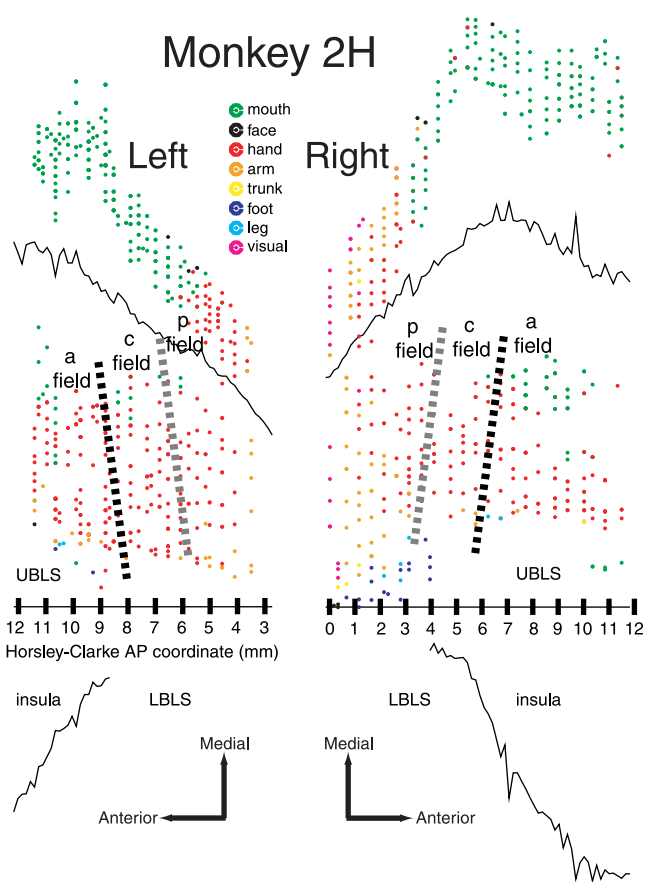 Monkey 2H
mouth
face
hand
arm
trunk
foot
leg
visual
Left
Right
a
field
c
field
p
field
p
field
c
field
a
field
UBLS
UBLS
12 11 10 9 8 7 6 5 4 3
0 1 2 3 4 5 6 7 8 9 10 11 12
Horsley-Clarke AP coordinate (mm)
insula
LBLS
LBLS
insula
Medial
Anterior
Medial
Anterior